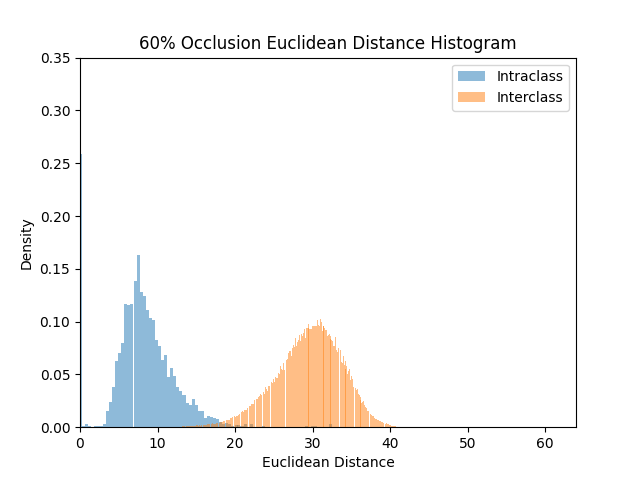 60% Occlusion Euclidean Distance Histogram
Intraclass
Interclass
0.35
0.30
0.25
0.20
0.15
0.10
0.05
0.00
Density
0 10 20 30 40 50 60
Euclidean Distance